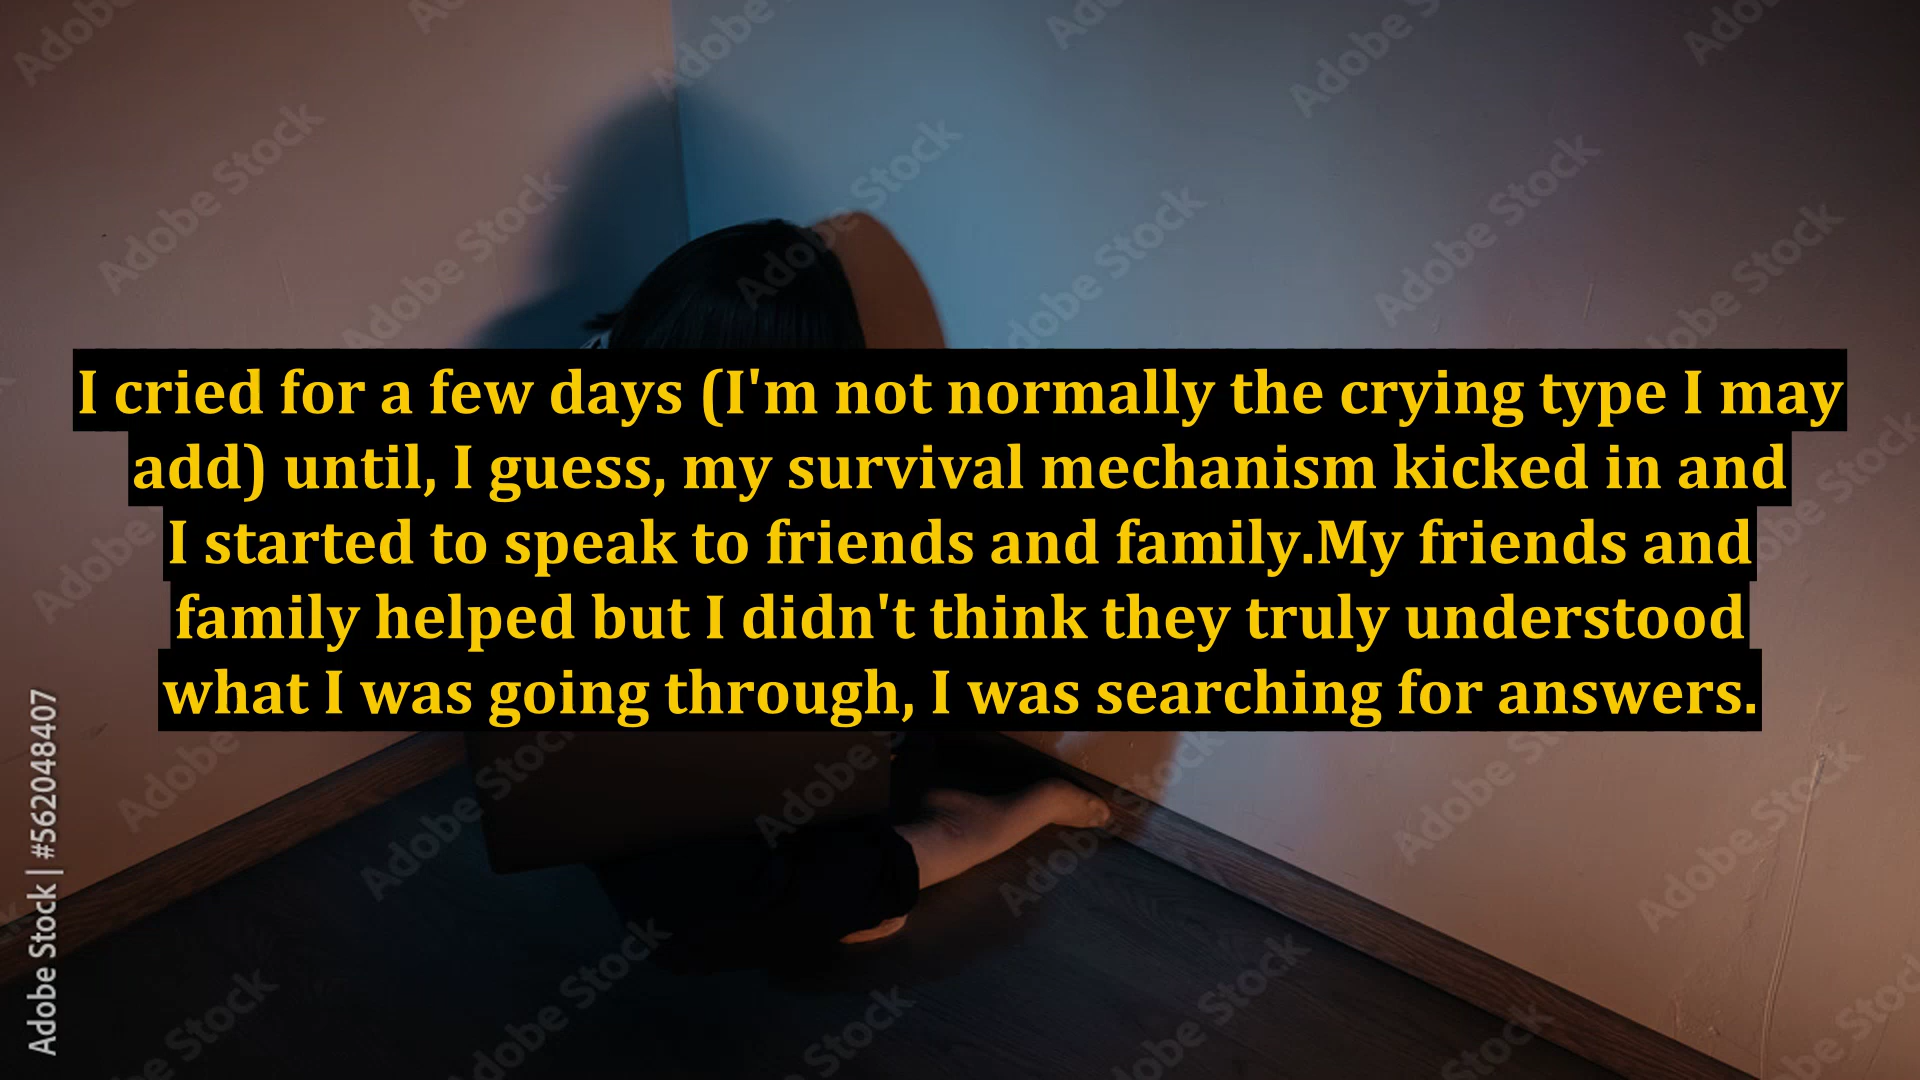 I cried for a few days (I'm not normally the crying type I may
add) until, I guess, my survival mechanism kicked in and
I started to speak to friends and family.My friends and
family helped but I didn't think they truly understood
what I was going through, I was searching for answers.
Adobe Stock | #562048407
Adobe Stock